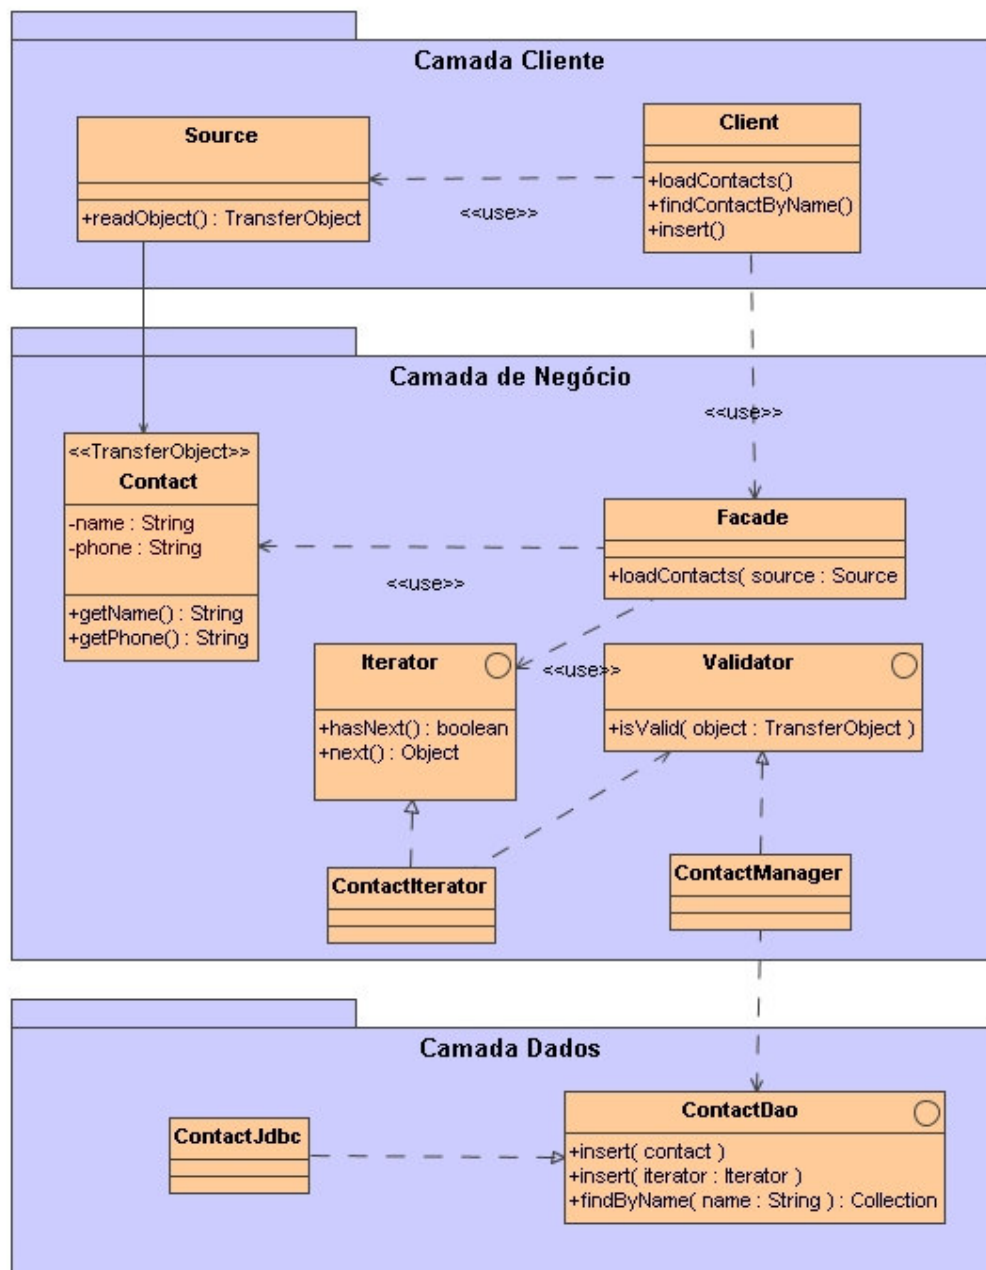 Camada Cliente
Source
+readObject() : TransferObject
<<use>>
Client
+loadContacts()
+findContactByName()
+insert()
Camada de Negócio
<<use>>
<<TransferObject>>
Contact
-name : String
-phone : String
+getName() : String
+getPhone() : String
<<use>>
Facade
+loadContacts( source : Source
Iterator
+hasNext() : boolean
+next() : Object
<<use>>
Validator
+isValid( object : TransferObject )
ContactIterator
ContactManager
Camada Dados
ContactJdbc
ContactDao
+insert( contact )
+insert( iterator : Iterator )
+findByName( name : String ) : Collection